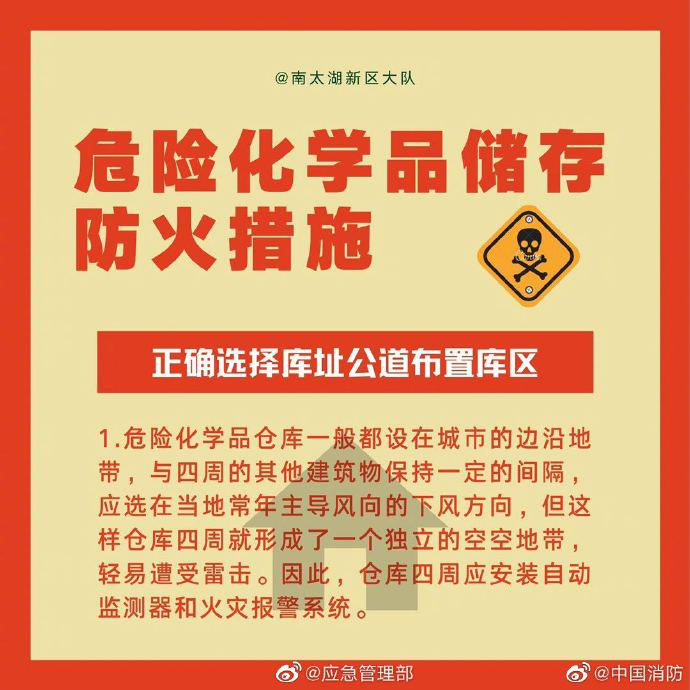 @南太湖新区大队
危险化学品储存
防火措施
正确选择库址公道布置库区
1.危险化学品仓库一般都设在城市的边沿地
带，与四周的其他建筑物保持一定的间隔，
应选在当地常年主导风向的下风方向，但这
样仓库四周就形成了一个独立的空空地带，
轻易遭受雷击。因此，仓库四周应安装自动
监测器和火灾报警系统。
@应急管理部
@中国消防